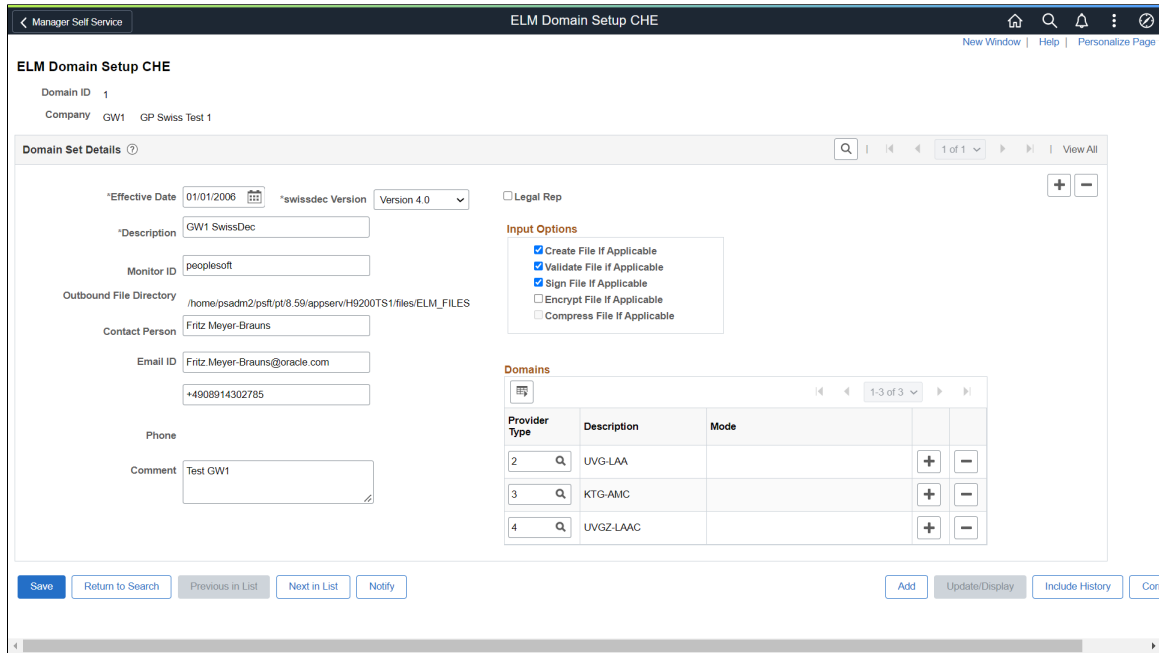 Manager Self Service
ELM Domain Setup CHE
New Window | Help | Personalize Page
ELM Domain Setup CHE
Domain ID 1
Company GW1 GP Swiss Test 1
Domain Set Details
1 of 1
| View All
*Effective Date 01/01/2006 *swissdec Version Version 4.0
Legal Rep
*Description GW1 SwissDec
Monitor ID peoplesoft
Outbound File Directory /home/psadm2/psft/pt/8.59/appserv/H9200TS1/files/ELM_FILES
Contact Person Fritz Meyer-Brauns
Email ID Fritz.Meyer-Brauns@oracle.com
+4908914302785
Phone
Comment Test GW1
Input Options
Create File If Applicable
Validate File if Applicable
Sign File If Applicable
Encrypt File If Applicable
Compress File If Applicable
Domains
1-3 of 3
Provider Type Description Mode
2 UVG-LAA
3 KTG-AMC
4 UVGZ-LAAC
Save Return to Search Previous in List Next in List Notify Add Update/Display Include History